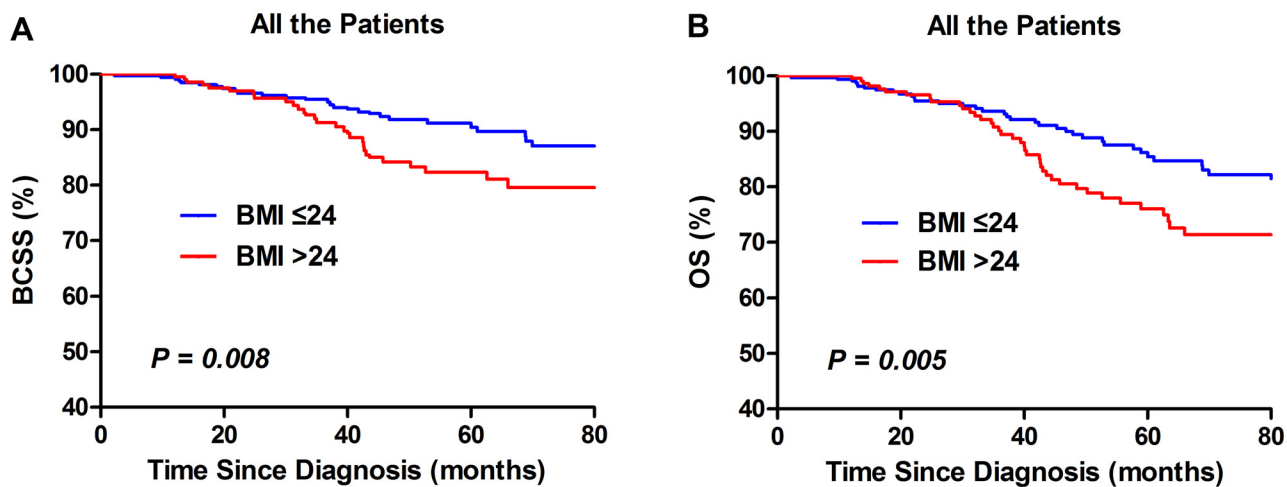 A
All the Patients
100
90
80
70
60
50
40
BCSS (%)
BMI ≤24
BMI >24
P = 0.008
0 20 40 60 80
Time Since Diagnosis (months)
B
All the Patients
100
90
80
70
60
50
40
OS (%)
BMI ≤24
BMI >24
P = 0.005
0 20 40 60 80
Time Since Diagnosis (months)